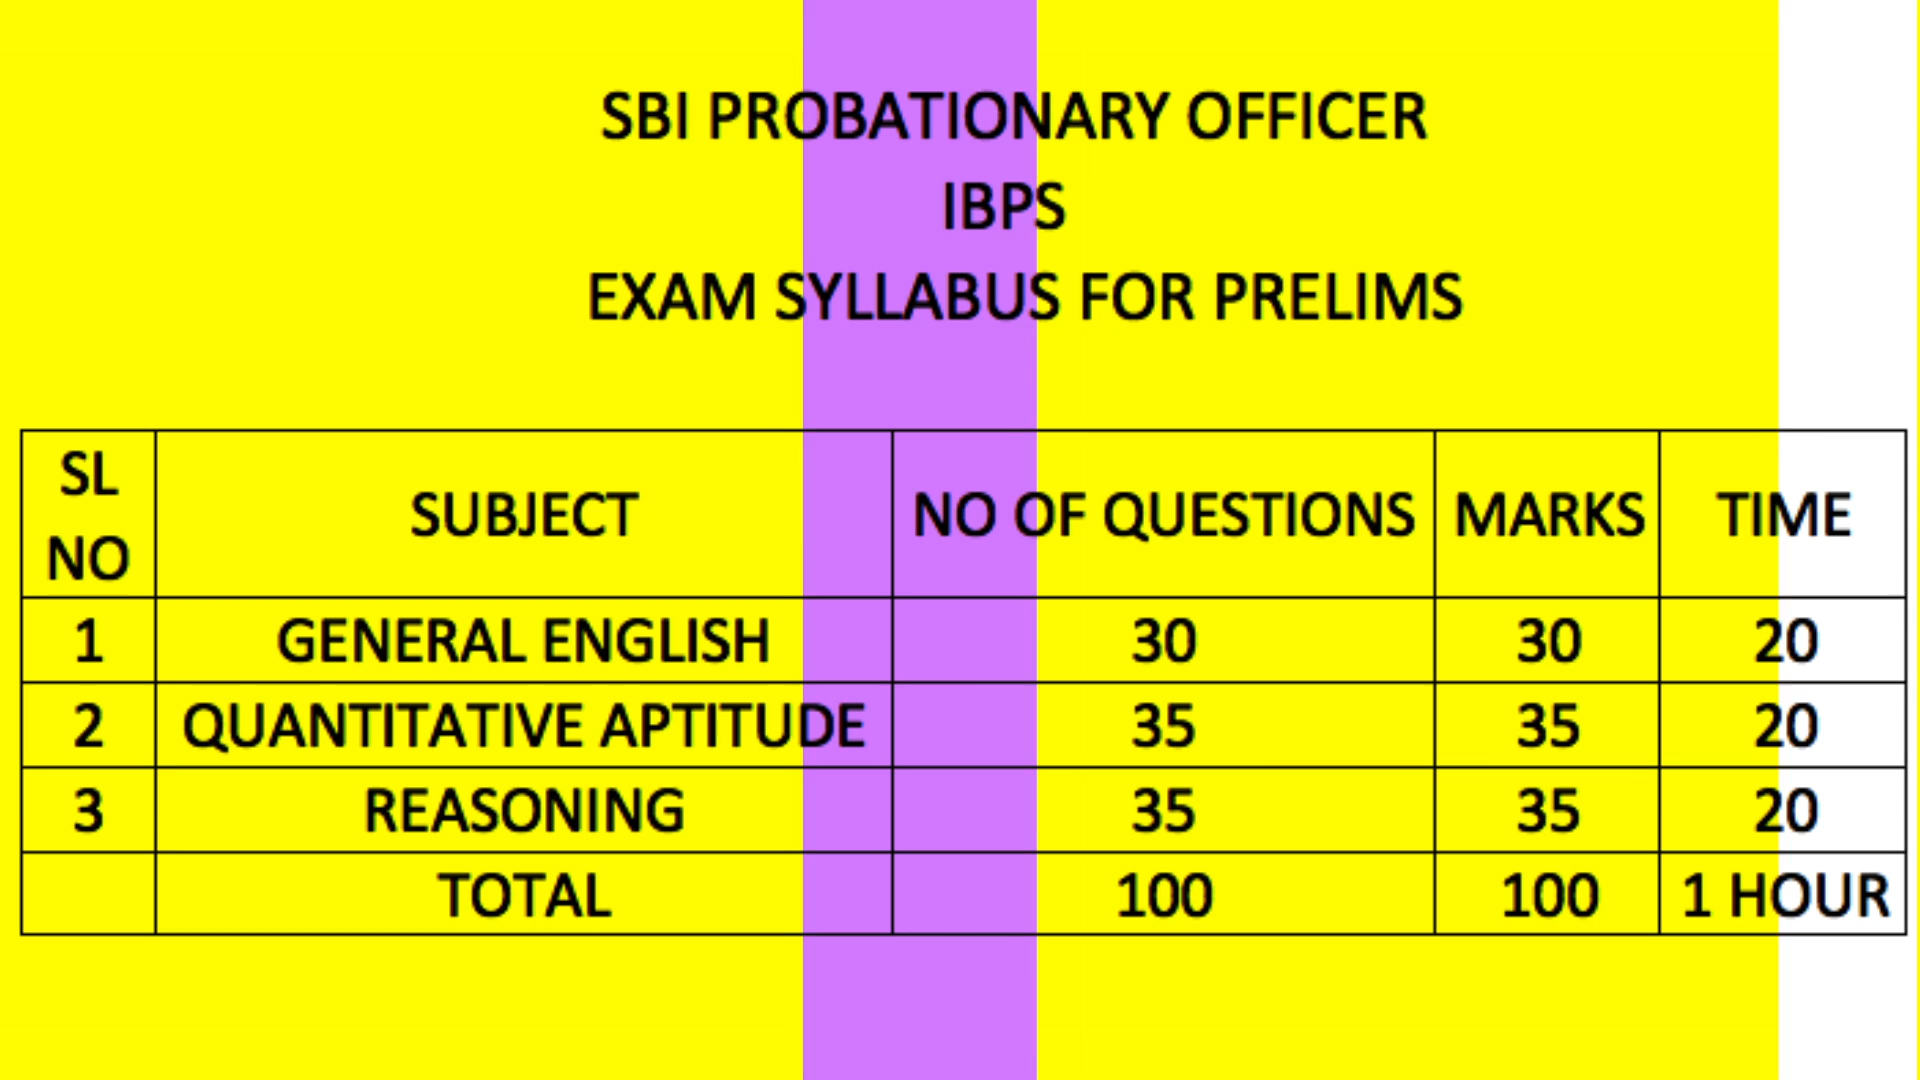 SBI PROBATIONARY OFFICER
IBPS
EXAM SYLLABUS FOR PRELIMS
SL NO SUBJECT NO OF QUESTIONS MARKS TIME
1 GENERAL ENGLISH 30 30 20
2 QUANTITATIVE APTITUDE 35 35 20
3 REASONING 35 35 20
TOTAL 100 100 1 HOUR